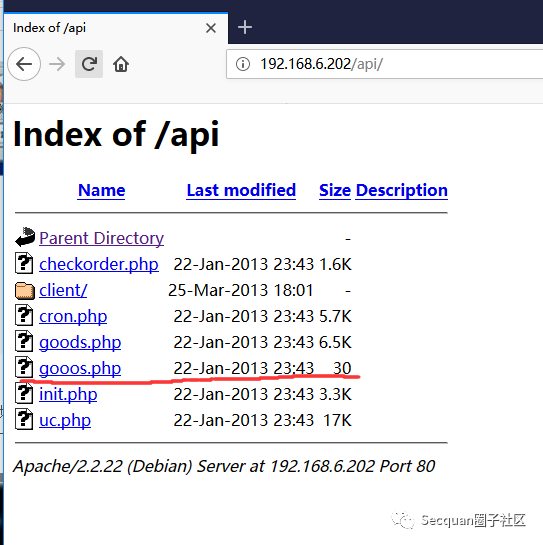 Index of /api
192.168.6.202/api/
Index of /api
Name Last modified Size Description
Parent Directory -
checkorder.php 22-Jan-2013 23:43 1.6K
client/ 25-Mar-2013 18:01 -
cron.php 22-Jan-2013 23:43 5.7K
goods.php 22-Jan-2013 23:43 6.5K
gooos.php 22-Jan-2013 23:43 30
init.php 22-Jan-2013 23:43 3.3K
uc.php 22-Jan-2013 23:43 17K
Apache/2.2.22 (Debian) Server at 192.168.6.202 Port 80
Secquan圈子社区